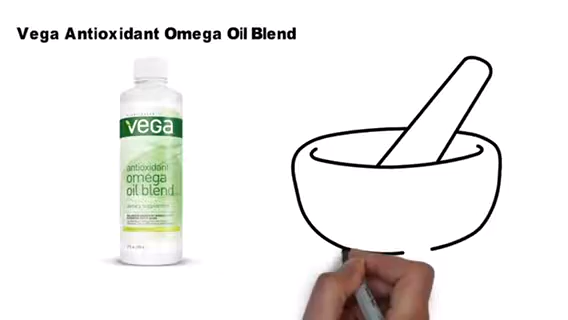 Vega Antioxidant Omega Oil Blend
vega
antioxidant
omega
oil blend